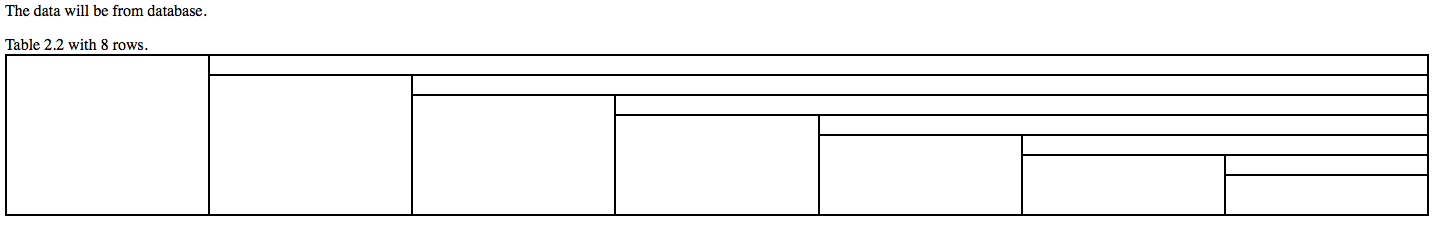 The data will be from database.
Table 2.2 with 8 rows.